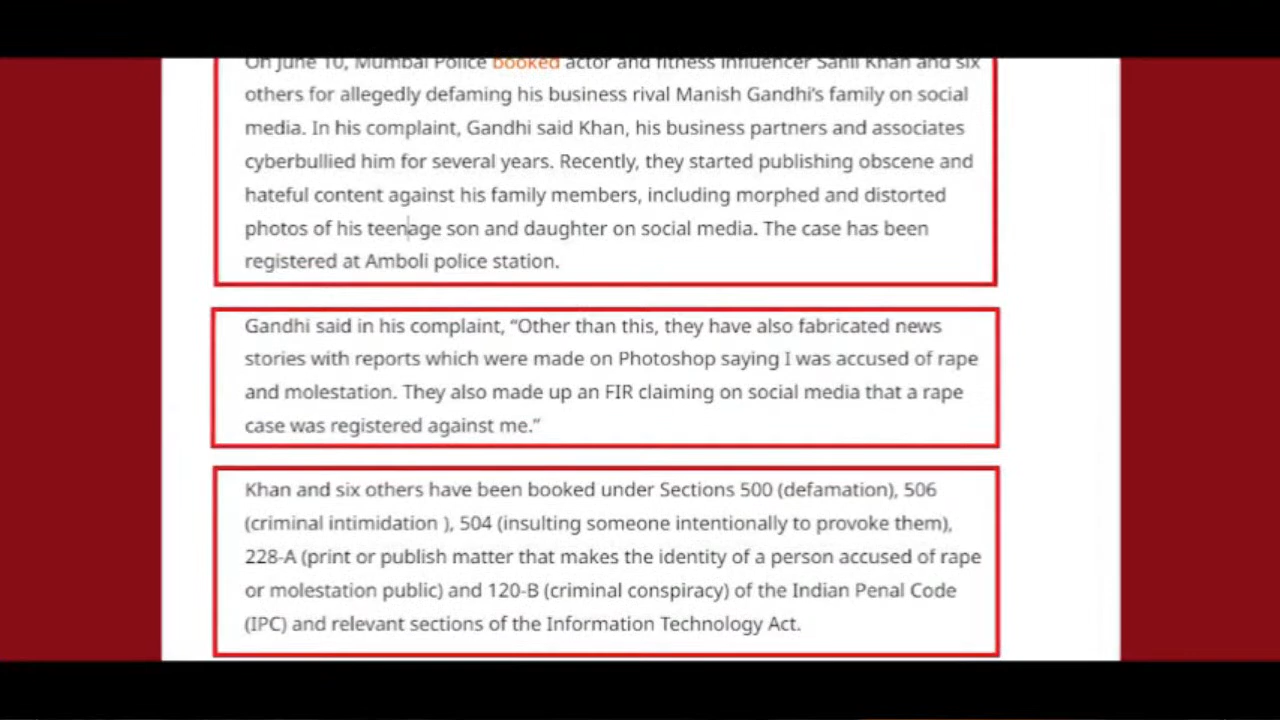 On June 10, Mumbai Police booked actor and fitness influencer Sahil Khan and six
others for allegedly defaming his business rival Manish Gandhi’s family on social
media. In his complaint, Gandhi said Khan, his business partners and associates
cyberbullied him for several years. Recently, they started publishing obscene and
hateful content against his family members, including morphed and distorted
photos of his teenage son and daughter on social media. The case has been
registered at Amboli police station.
Gandhi said in his complaint, “Other than this, they have also fabricated news
stories with reports which were made on Photoshop saying I was accused of rape
and molestation. They also made up an FIR claiming on social media that a rape
case was registered against me.”
Khan and six others have been booked under Sections 500 (defamation), 506
(criminal intimidation ), 504 (insulting someone intentionally to provoke them),
228-A (print or publish matter that makes the identity of a person accused of rape
or molestation public) and 120-B (criminal conspiracy) of the Indian Penal Code
(IPC) and relevant sections of the Information Technology Act.